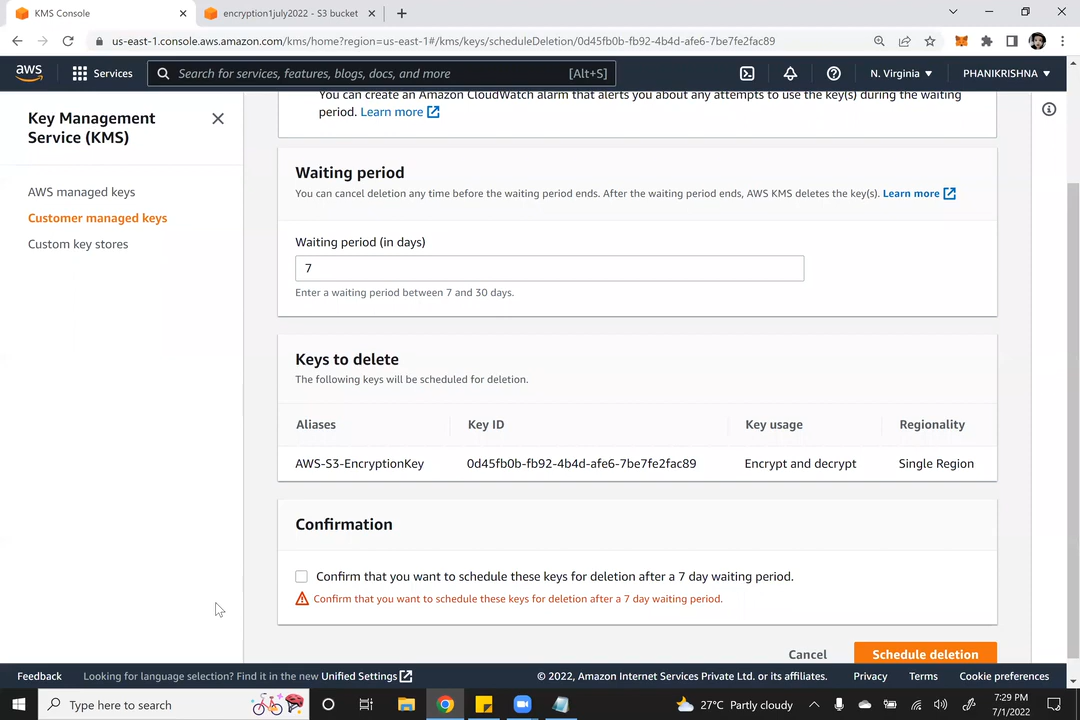 KMS Console
encryption1july2022 - S3 bucket
us-east-1.console.aws.amazon.com/kms/home?region=us-east-1#/kms/keys/scheduleDeletion/0d45fb0b-fb92-4b4d-afe6-7be7fe2fac89
aws
Services
Search for services, features, blogs, docs, and more
[Alt+S]
N. Virginia
PHANIKRISHNA
Key Management
Service (KMS)
AWS managed keys
Customer managed keys
Custom key stores
You can create an Amazon CloudWatch alarm that alerts you about any attempts to use the key(s) during the waiting
period. Learn more
Waiting period
You can cancel deletion any time before the waiting period ends. After the waiting period ends, AWS KMS deletes the key(s). Learn more
Waiting period (in days)
7
Enter a waiting period between 7 and 30 days.
Keys to delete
The following keys will be scheduled for deletion.
Aliases Key ID Key usage Regionality
AWS-S3-EncryptionKey 0d45fb0b-fb92-4b4d-afe6-7be7fe2fac89 Encrypt and decrypt Single Region
Confirmation
Confirm that you want to schedule these keys for deletion after a 7 day waiting period.
Confirm that you want to schedule these keys for deletion after a 7 day waiting period.
Cancel
Schedule deletion
Feedback
Looking for language selection? Find it in the new Unified Settings
© 2022, Amazon Internet Services Private Ltd. or its affiliates.
Privacy
Terms
Cookie preferences
Type here to search
27°C Partly cloudy
7:29 PM
7/1/2022